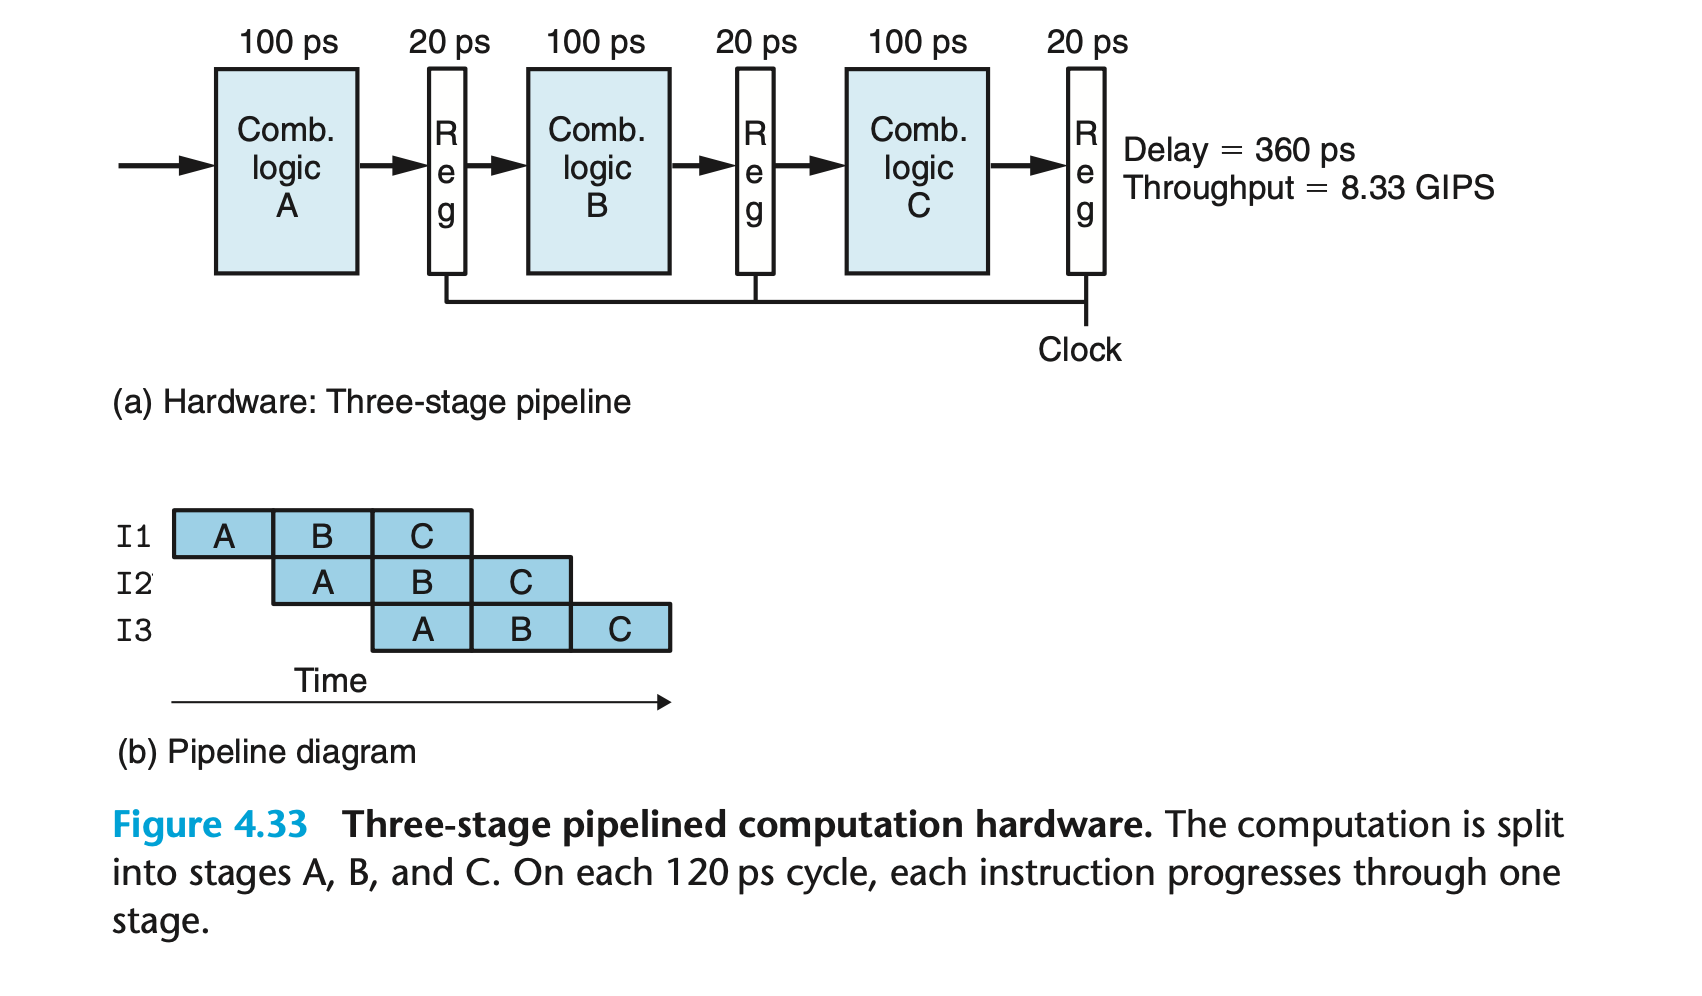 100 ps 20 ps 100 ps 20 ps 100 ps 20 ps
Comb. logic A
Reg
Comb. logic B
Reg
Comb. logic C
Reg
Delay = 360 ps
Throughput = 8.33 GIPS
Clock
(a) Hardware: Three-stage pipeline
I1 A B C
I2 A B C
I3 A B C
Time
(b) Pipeline diagram
Figure 4.33 Three-stage pipelined computation hardware. The computation is split
into stages A, B, and C. On each 120 ps cycle, each instruction progresses through one
stage.